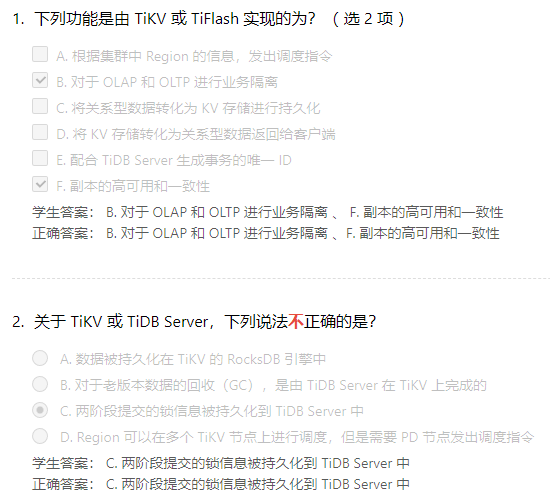 1. 下列功能是由 TiKV 或 TiFlash 实现的为？（ 选 2 项 ）
A. 根据集群中 Region 的信息，发出调度指令
B. 对于 OLAP 和 OLTP 进行业务隔离
C. 将关系型数据转化为 KV 存储进行持久化
D. 将 KV 存储转化为关系型数据返回给客户端
E. 配合 TiDB Server 生成事务的唯一 ID
F. 副本的高可用和一致性
学生答案： B. 对于 OLAP 和 OLTP 进行业务隔离 、 F. 副本的高可用和一致性
正确答案： B. 对于 OLAP 和 OLTP 进行业务隔离 、F. 副本的高可用和一致性
2. 关于 TiKV 或 TiDB Server，下列说法不正确的是？
A. 数据被持久化在 TiKV 的 RocksDB 引擎中
B. 对于老版本数据的回收（GC），是由 TiDB Server 在 TiKV 上完成的
C. 两阶段提交的锁信息被持久化到 TiDB Server 中
D. Region 可以在多个 TiKV 节点上进行调度，但是需要 PD 节点发出调度指令
学生答案： C. 两阶段提交的锁信息被持久化到 TiDB Server 中
正确答案： C. 两阶段提交的锁信息被持久化到 TiDB Server 中